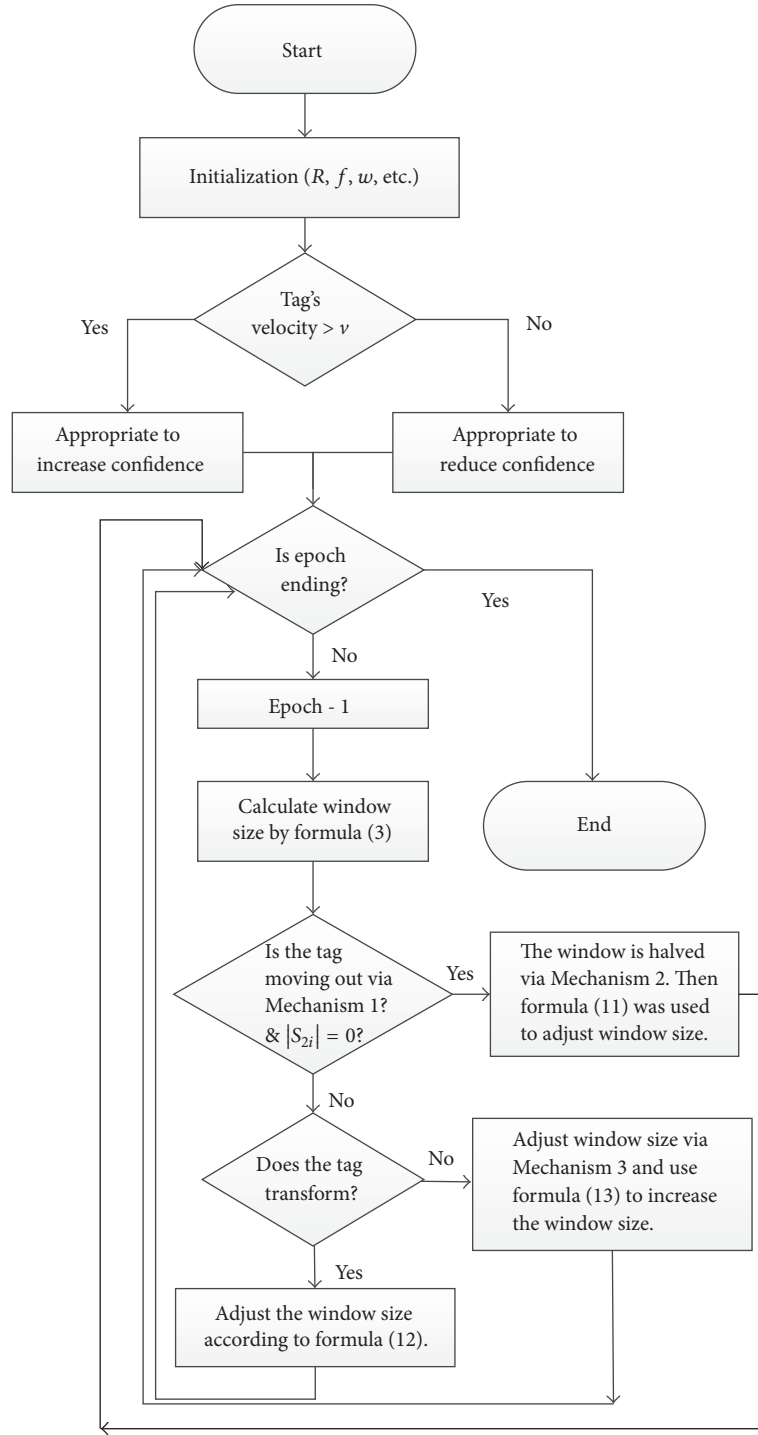 Start
Initialization (R, f, w, etc.)
Tag's
velocity > v
Yes
No
Appropriate to
increase confidence
Appropriate to
reduce confidence
Is epoch
ending?
Yes
No
Epoch - 1
Calculate window
size by formula (3)
End
Is the tag
moving out via
Mechanism 1?
& |S₂ᵢ| = 0?
Yes
The window is halved
via Mechanism 2. Then
formula (11) was used
to adjust window size.
No
Does the tag
transform?
No
Adjust window size via
Mechanism 3 and use
formula (13) to increase
the window size.
Yes
Adjust the window size
according to formula (12).